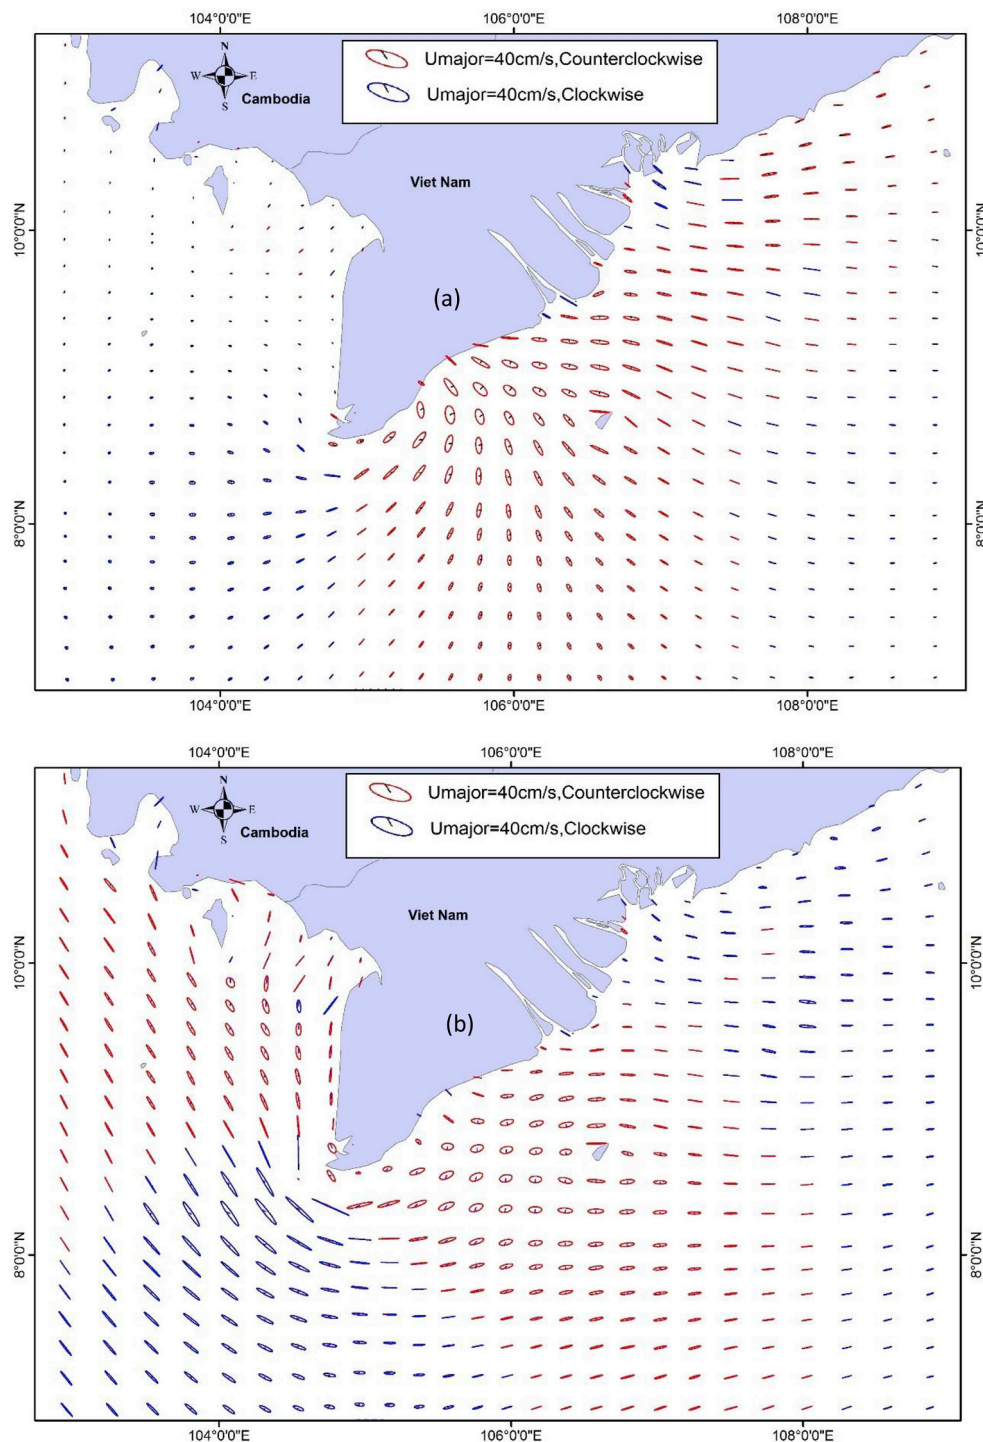 104°0'0"E 106°0'0"E 108°0'0"E
N
W E
S
Cambodia
Umajor=40cm/s,Counterclockwise
Umajor=40cm/s,Clockwise
Viet Nam
10°0'0"N 10°0'0"N
(a)
8°0'0"N 8°0'0"N
104°0'0"E 106°0'0"E 108°0'0"E
104°0'0"E 106°0'0"E 108°0'0"E
N
W E
S
Cambodia
Umajor=40cm/s,Counterclockwise
Umajor=40cm/s,Clockwise
Viet Nam
10°0'0"N 10°0'0"N
(b)
8°0'0"N 8°0'0"N
104°0'0"E 106°0'0"E 108°0'0"E